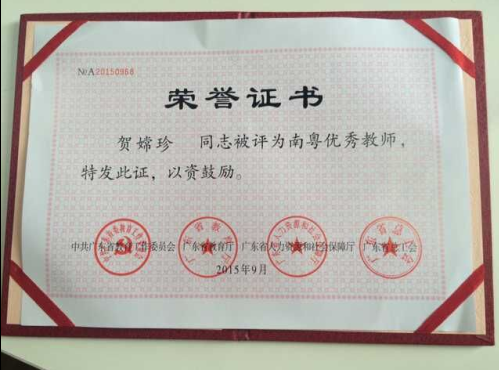 №A20150966
荣誉证书
贺嫦珍 同志被评为南粤优秀教师，
特发此证，以资鼓励。
中共广东省教育工作委员会 广东省教育厅 广东省人力资源和社会保障厅 广东省总工会
2015年9月